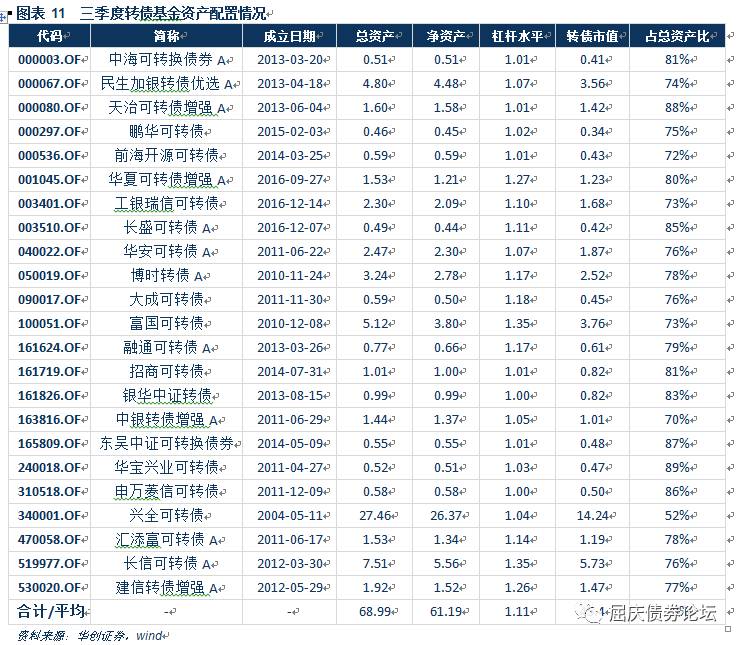 图表 11 三季度转债基金资产配置情况
代码 简称 成立日期 总资产 净资产 杠杆水平 转债市值 占总资产比
000003.OF 中海可转换债券 A 2013-03-20 0.51 0.51 1.01 0.41 81%
000067.OF 民生加银转债优选 A 2013-04-18 4.80 4.48 1.07 3.56 74%
000080.OF 天治可转债增强 A 2013-06-04 1.60 1.58 1.01 1.42 88%
000297.OF 鹏华可转债 2015-02-03 0.46 0.45 1.02 0.34 75%
000536.OF 前海开源可转债 2014-03-25 0.59 0.59 1.01 0.43 72%
001045.OF 华夏可转债增强 A 2016-09-27 1.53 1.21 1.27 1.23 80%
003401.OF 工银瑞信可转债 2016-12-14 2.30 2.09 1.10 1.68 73%
003510.OF 长盛可转债 A 2016-12-07 0.49 0.44 1.11 0.42 85%
040022.OF 华安可转债 A 2011-06-22 2.47 2.30 1.07 1.87 76%
050019.OF 博时转债 A 2010-11-24 3.24 2.78 1.17 2.52 78%
090017.OF 大成可转债 2011-11-30 0.59 0.50 1.18 0.45 76%
100051.OF 富国可转债 2010-12-08 5.12 3.80 1.35 3.76 73%
161624.OF 融通可转债 A 2013-03-26 0.77 0.66 1.17 0.61 79%
161719.OF 招商可转债 2014-07-31 1.01 1.00 1.01 0.82 81%
161826.OF 银华中证转债 2013-08-15 0.99 0.99 1.00 0.82 83%
163816.OF 中银转债增强 A 2011-06-29 1.44 1.37 1.05 1.01 70%
165809.OF 东吴中证可转换债券 2014-05-09 0.55 0.55 1.01 0.48 87%
240018.OF 华宝兴业可转债 2011-04-27 0.52 0.51 1.03 0.47 89%
310518.OF 申万菱信可转债 2011-12-09 0.58 0.58 1.00 0.50 86%
340001.OF 兴全可转债 2004-05-11 27.46 26.37 1.04 14.24 52%
470058.OF 汇添富可转债 A 2011-06-17 1.53 1.34 1.14 1.19 78%
519977.OF 长信可转债 A 2012-03-30 7.51 5.56 1.35 5.73 76%
530020.OF 建信转债增强 A 2012-05-29 1.92 1.52 1.26 1.47 77%
合计/平均 - - 68.99 61.19 1.11
屈庆债券论坛
资料来源：华创证券，wind